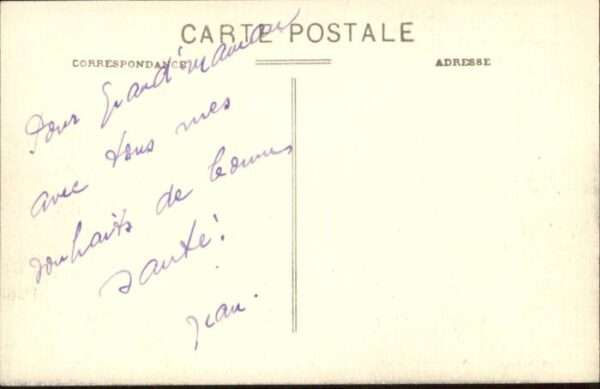 CARTE POSTALE
CORRESPONDANCE
ADRESSE
Pour Grand'maman
avec tous mes
souhaits de bonne
santé!
Jean.